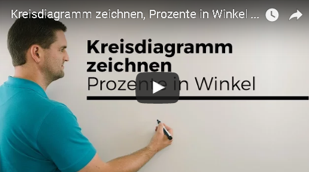 Kreisdiagramm zeichnen, Prozente in Winkel ...
Kreisdiagramm
zeichnen
Prozente in Winkel